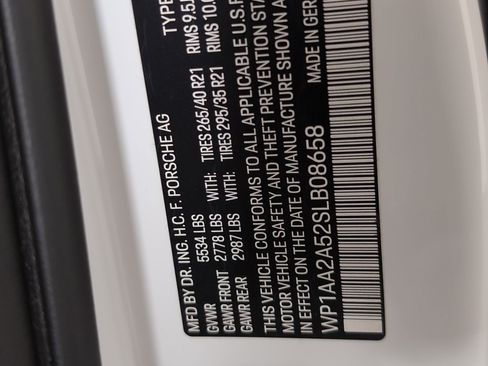 MFD BY DR. ING. H.C. F. PORSCHE AG
GVWR 5534 LBS
GAWR FRONT 2778 LBS WITH: TIRES 265/40 R21 RIMS 9.5J
GAWR REAR 2987 LBS WITH: TIRES 295/35 R21 RIMS 10.
THIS VEHICLE CONFORMS TO ALL APPLICABLE U.S.
MOTOR VEHICLE SAFETY AND THEFT PREVENTION STA
IN EFFECT ON THE DATE OF MANUFACTURE SHOWN A
WP1AA2A52SLB08658 MADE IN GER
TYPE